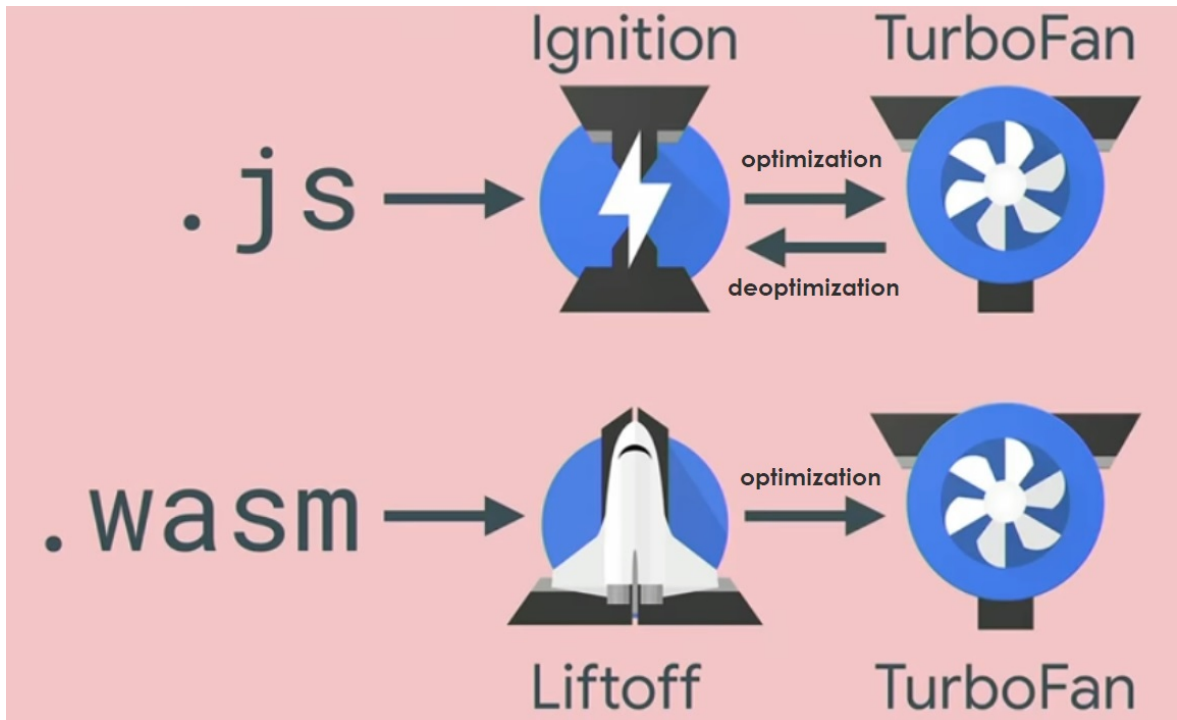 Ignition
TurboFan
.js
optimization
deoptimization
.wasm
optimization
Liftoff
TurboFan